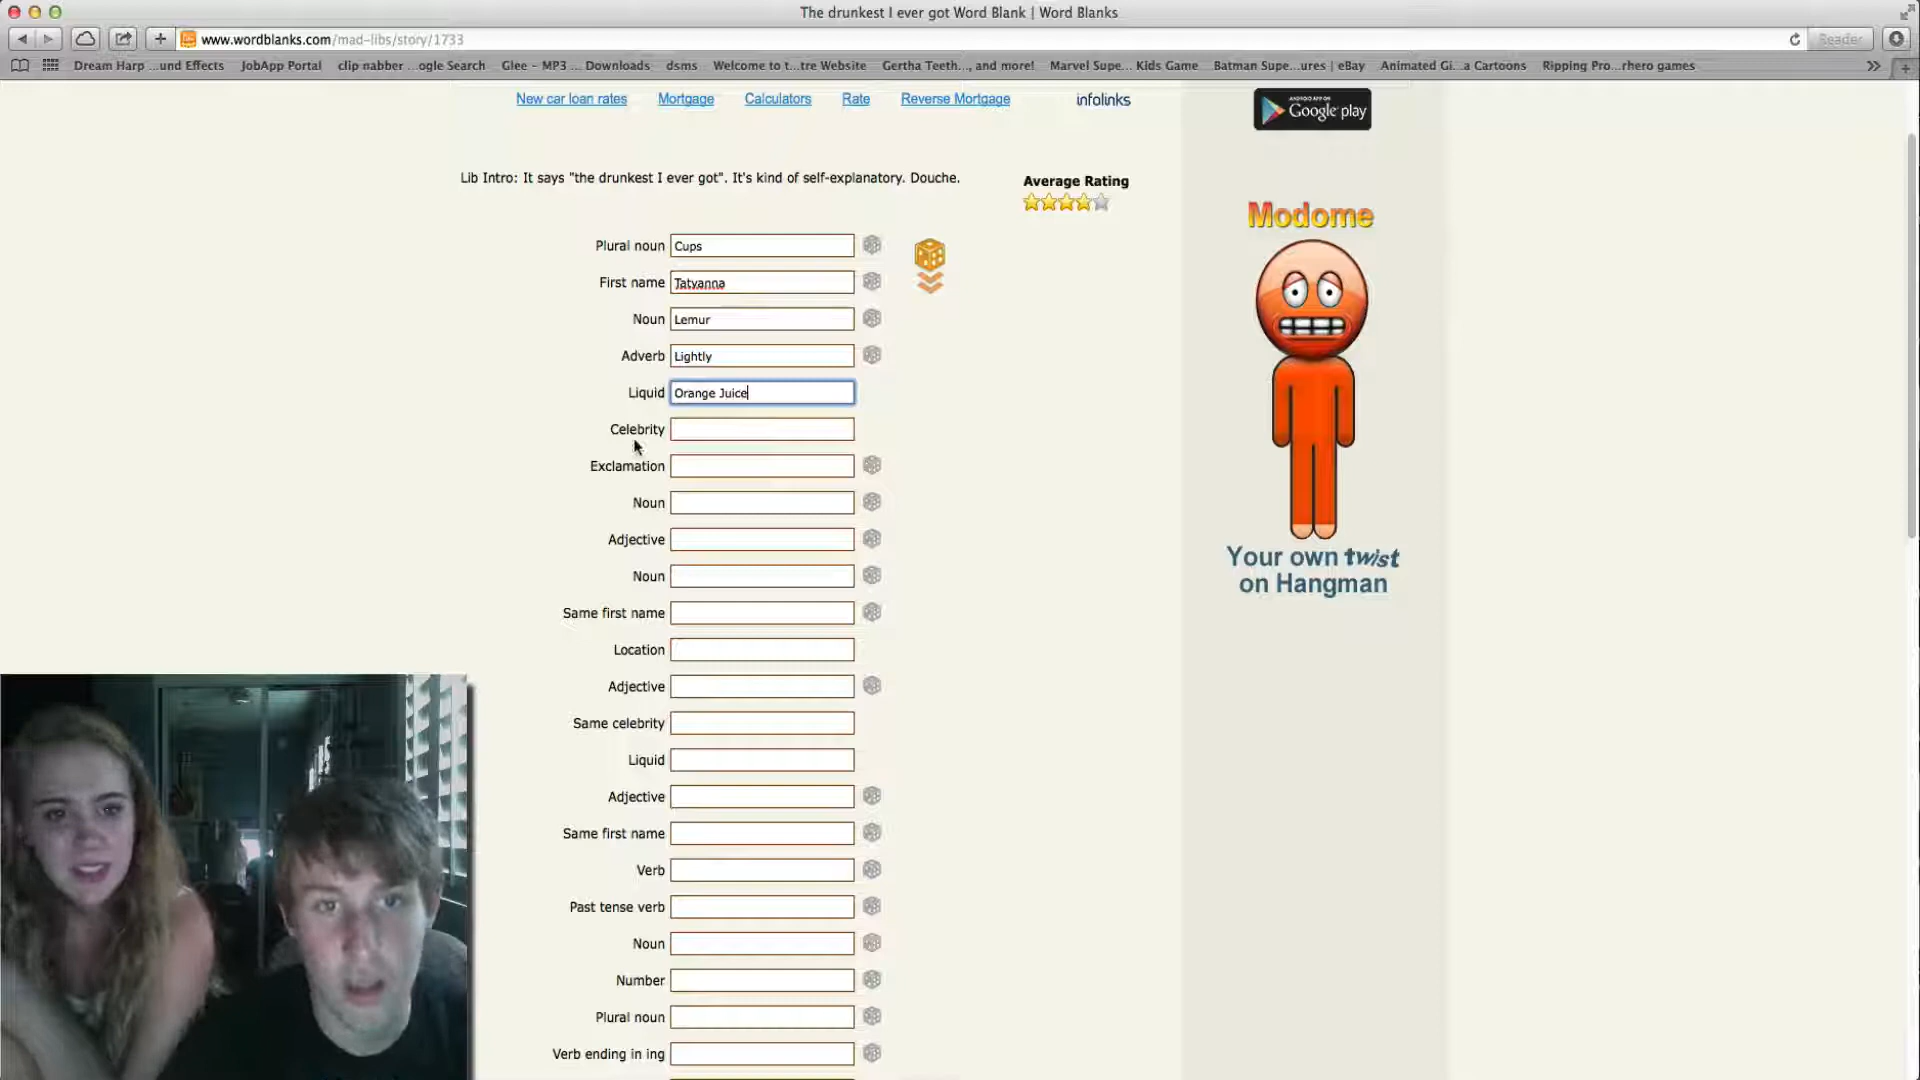 The drunkest I ever got Word Blank | Word Blanks
www.wordblanks.com/mad-libs/story/1733
Reader
Dream Harp ...und Effects JobApp Portal clip nabber ...ogle Search Glee – MP3 ... Downloads dsms Welcome to t...tre Website Gertha Teeth..., and more! Marvel Supe... Kids Game Batman Supe...ures | eBay Animated Gi...a Cartoons Ripping Pro...rhero games
New car loan rates Mortgage Calculators Rate Reverse Mortgage infolinks
ANDROID APP ON
Google play
Lib Intro: It says "the drunkest I ever got". It's kind of self-explanatory. Douche.
Average Rating
Modome
Plural noun Cups
First name Tatyanna
Noun Lemur
Adverb Lightly
Liquid Orange Juice
Celebrity
Exclamation
Noun
Adjective
Noun
Your own twist
on Hangman
Same first name
Location
Adjective
Same celebrity
Liquid
Adjective
Same first name
Verb
Past tense verb
Noun
Number
Plural noun
Verb ending in ing